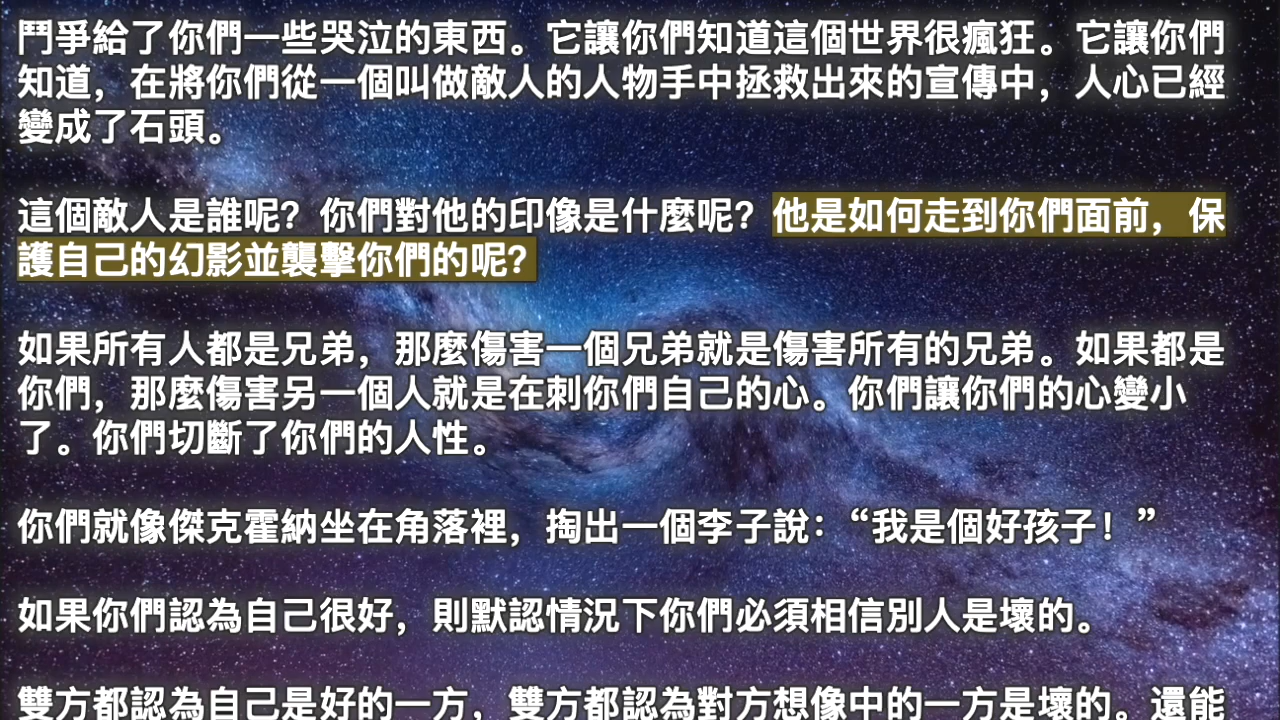 鬥爭給了你們一些哭泣的東西。它讓你們知道這個世界很瘋狂。它讓你們
知道，在將你們從一個叫做敵人的人物手中拯救出來的宣傳中，人心已經
變成了石頭。
這個敵人是誰呢？你們對他的印像是什麼呢？他是如何走到你們面前，保
護自己的幻影並襲擊你們的呢？
如果所有人都是兄弟，那麼傷害一個兄弟就是傷害所有的兄弟。如果都是
你們，那麼傷害另一個人就是在刺你們自己的心。你們讓你們的心變小
了。你們切斷了你們的人性。
你們就像傑克霍納坐在角落裡，掏出一個李子說：“我是個好孩子！”
如果你們認為自己很好，則默認情況下你們必須相信別人是壞的。
雙方都認為自己是好的一方，雙方都認為對方想像中的一方是壞的。還能